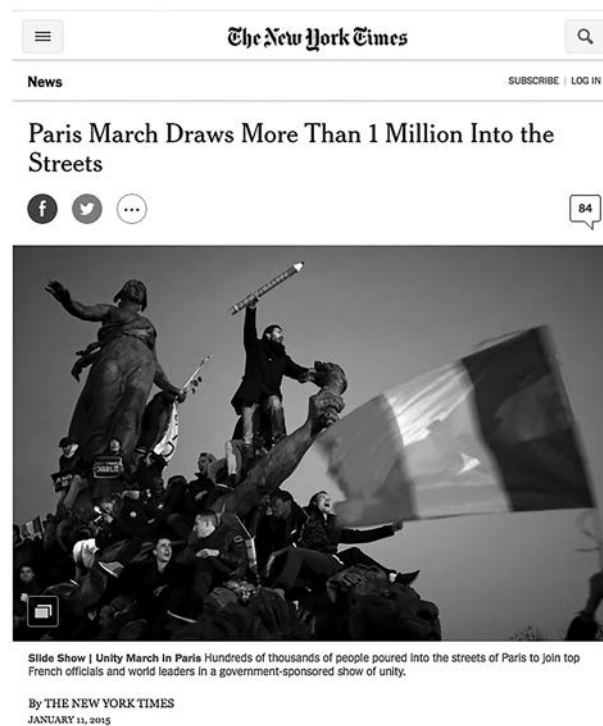 The New York Times
News
SUBSCRIBE | LOG IN
Paris March Draws More Than 1 Million Into the
Streets
84
CHARLIE
Slide Show | Unity March in Paris Hundreds of thousands of people poured into the streets of Paris to join top
French officials and world leaders in a government-sponsored show of unity.
By THE NEW YORK TIMES
JANUARY 11, 2015